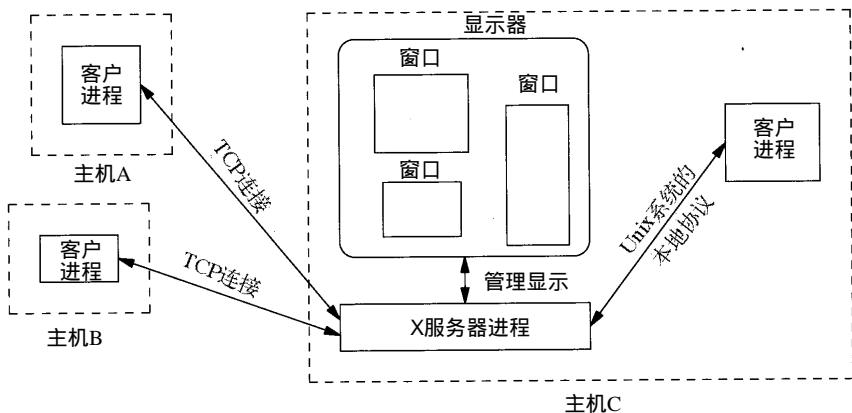 显示器
窗口
窗口
窗口
客户
进程
主机A
TCP连接
客户
进程
主机B
TCP连接
客户
进程
Unix系统的
本地协议
管理显示
X服务器进程
主机C